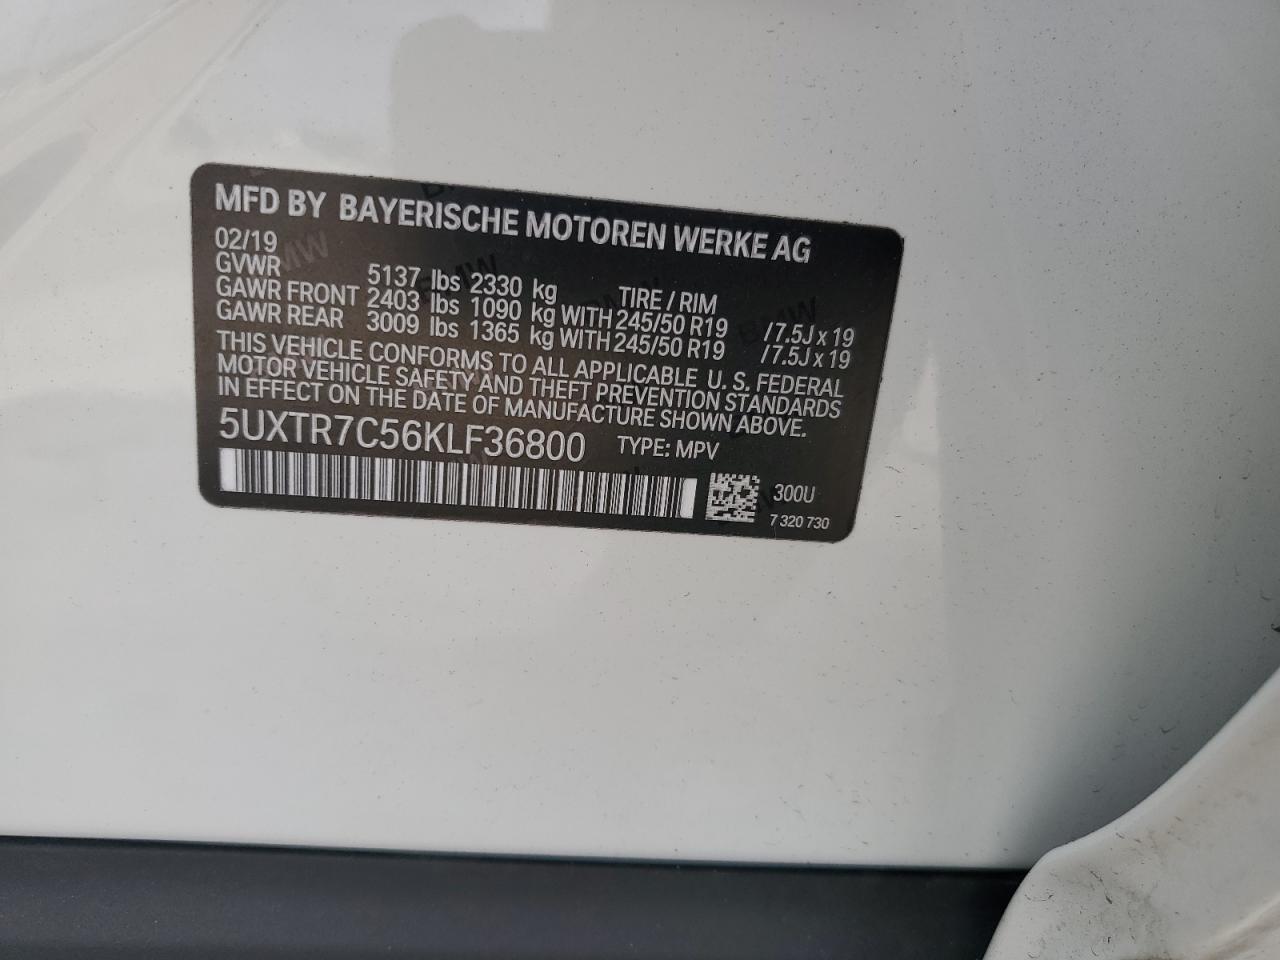 MFD BY BAYERISCHE MOTOREN WERKE AG
02/19
GVWR 5137 lbs 2330 kg TIRE / RIM
GAWR FRONT 2403 lbs 1090 kg WITH 245/50 R19 /7.5J x 19
GAWR REAR 3009 lbs 1365 kg WITH 245/50 R19 /7.5J x 19
THIS VEHICLE CONFORMS TO ALL APPLICABLE U. S. FEDERAL
MOTOR VEHICLE SAFETY AND THEFT PREVENTION STANDARDS
IN EFFECT ON THE DATE OF MANUFACTURE SHOWN ABOVE.
5UXTR7C56KLF36800 TYPE: MPV
300U
7 320 730